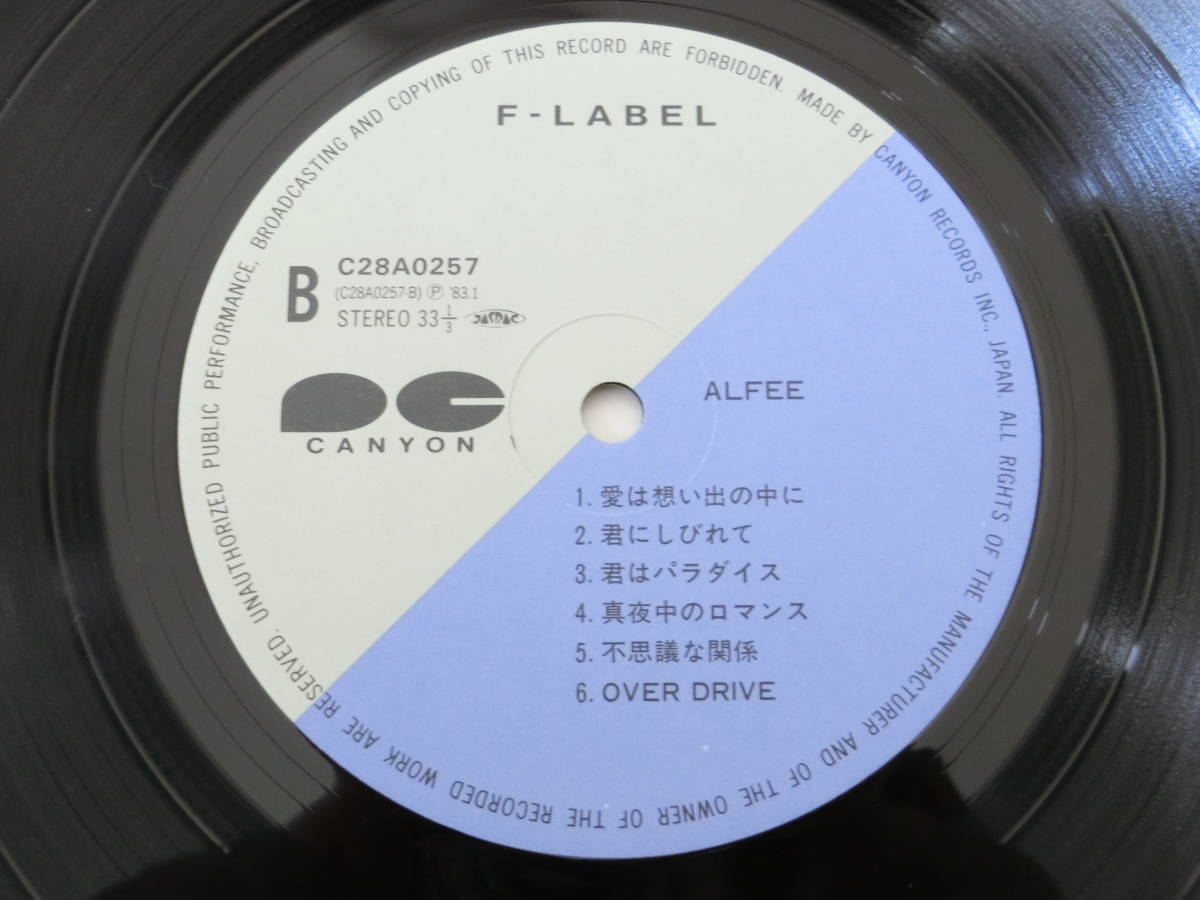 F-LABEL
B
C28A0257
(C28A0257-B) Ⓟ '83.1
STEREO 33 1/3
JASRAC
CANYON
ALFEE
1. 愛は想い出の中に
2. 君にしびれて
3. 君はパラダイス
4. 真夜中のロマンス
5. 不思議な関係
6. OVER DRIVE
MADE BY CANYON RECORDS INC., JAPAN. ALL RIGHTS OF THE MANUFACTURER AND OF THE OWNER OF THE RECORDED WORK ARE RESERVED. UNAUTHORIZED PUBLIC PERFORMANCE, BROADCASTING AND COPYING OF THIS RECORD ARE FORBIDDEN.